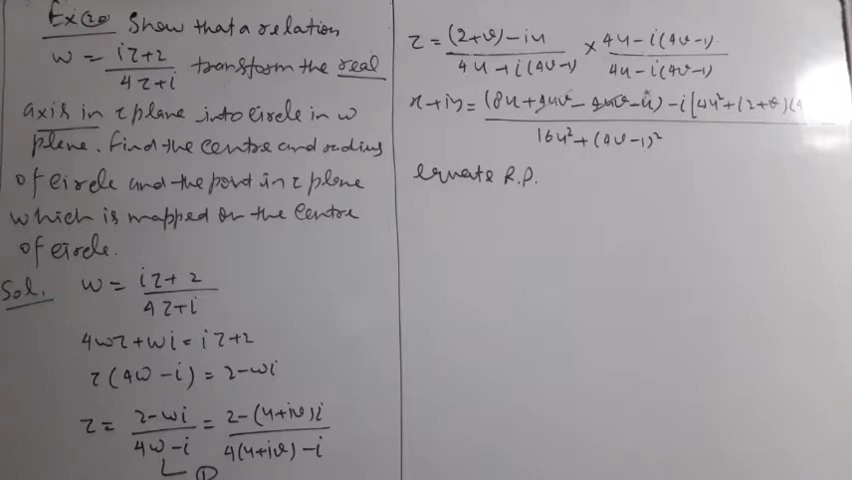 Ex(2) Show that a relation
w = (iz+2)/(4z+i) transform the real
axis in z plane into circle in w
plane. Find the centre and radius
of circle and the point in z plane
which is mapped on the centre
of circle.
Sol. w = (iz+2)/(4z+i)
4wz+wi = iz+2
z(4w-i) = 2-wi
z = (2-wi)/(4w-i) = (2-(u+iv)i)/(4(u+iv)-i)
①
z = ((2+v)-iu)/(4u+i(4v-1)) × (4u-i(4v-1))/(4u-i(4v-1))
x+iy = ((8u+4uv-4uv-u)-i[4u²+(2+v)(4)/(16u²+(4v-1)²)
equate R.P.